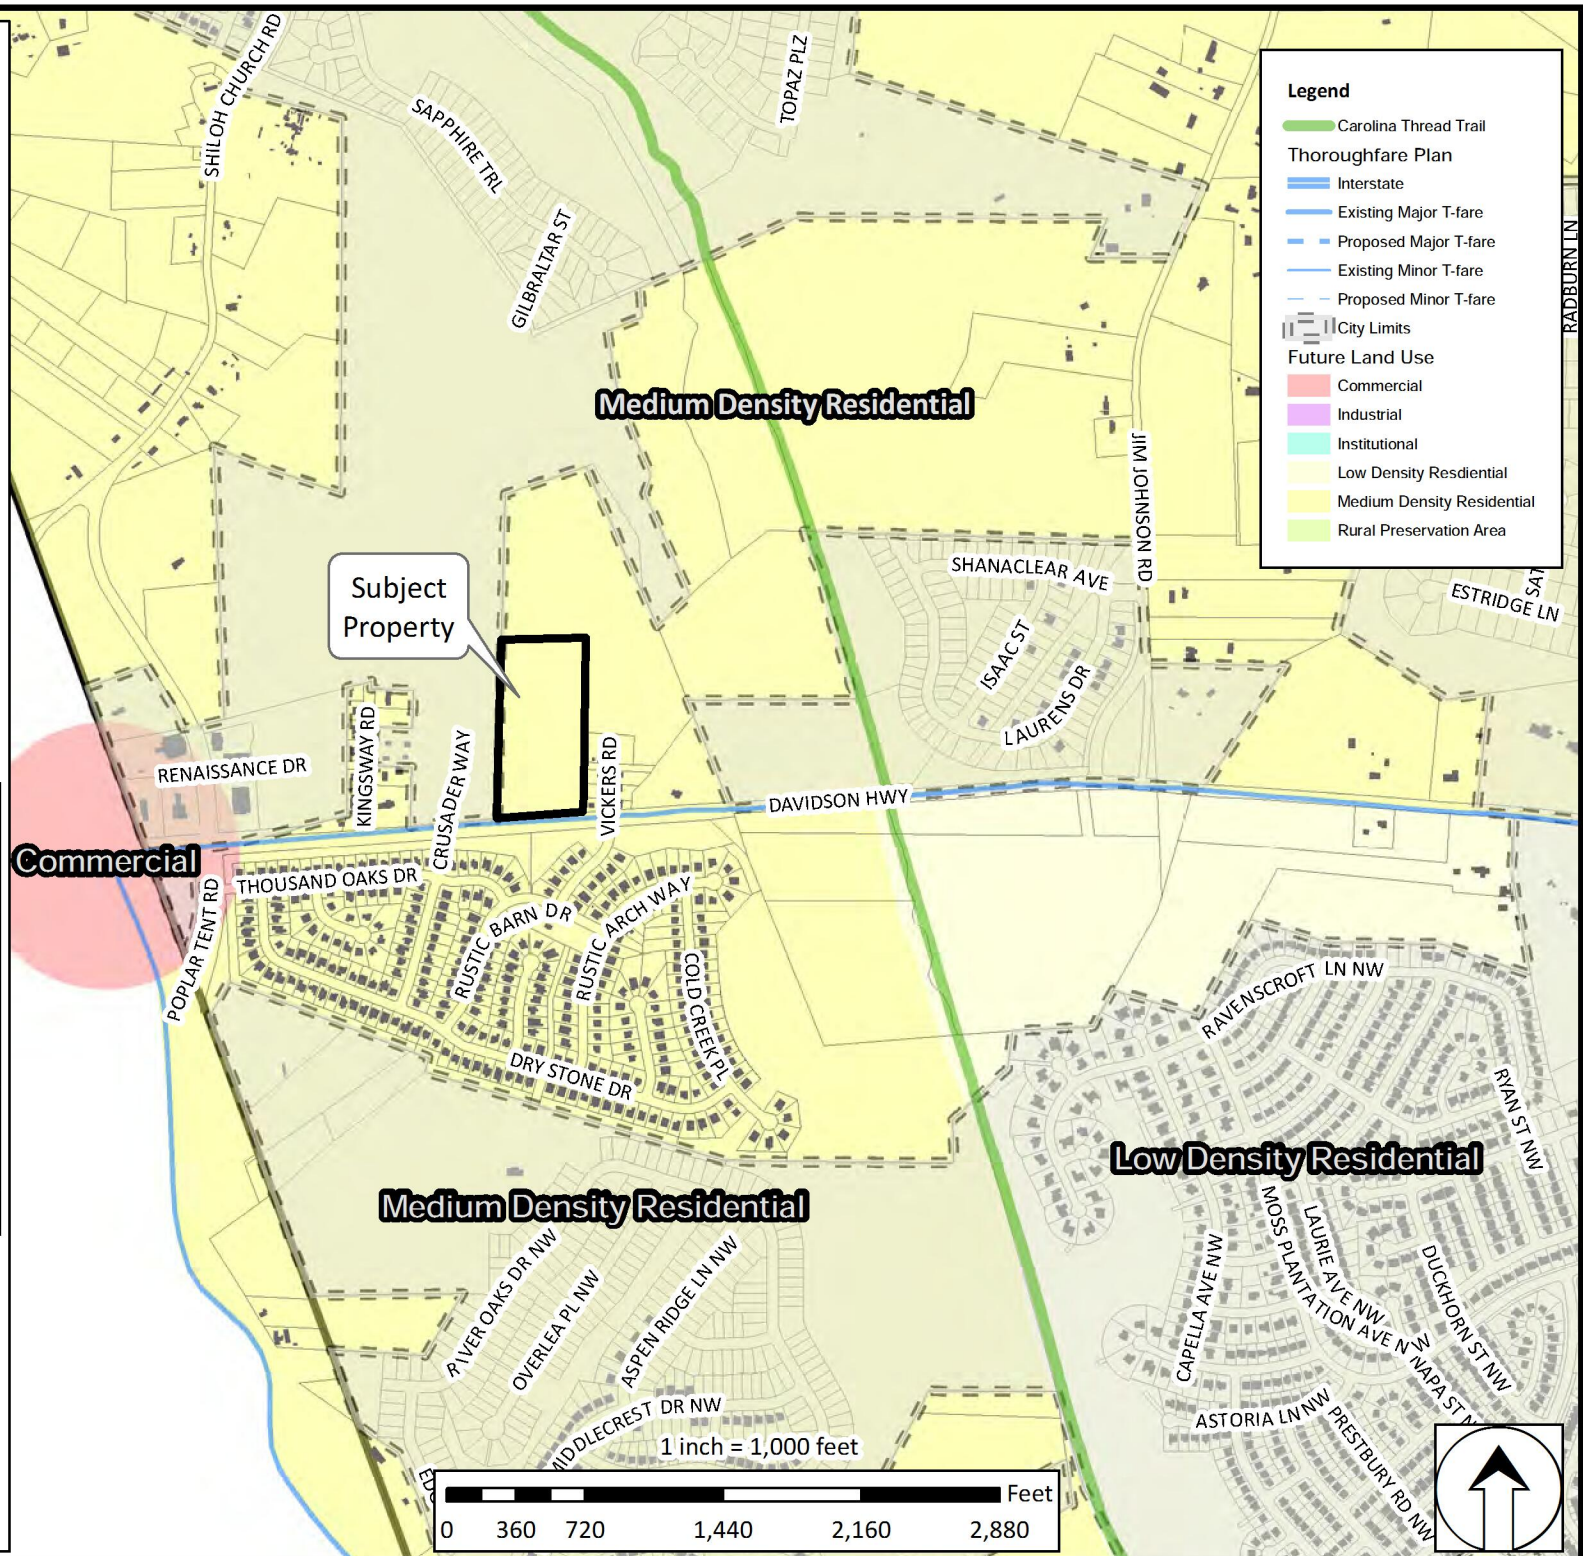 SHILOH CHURCH RD
SAPPHIRE TRL
TOPAZ PLZ
GILBRALTAR ST
Legend
Carolina Thread Trail
Thoroughfare Plan
Interstate
Existing Major T-fare
Proposed Major T-fare
Existing Minor T-fare
Proposed Minor T-fare
City Limits
Future Land Use
Commercial
Industrial
Institutional
Low Density Resdiential
Medium Density Residential
Rural Preservation Area
RADBURN LN
Medium Density Residential
JIM JOHNSON RD
Subject
Property
SHANACLEAR AVE
ISAAC ST
LAURENS DR
ESTRIDGE LN
RENAISSANCE DR
KINGSWAY RD
CRUSADER WAY
VICKERS RD
DAVIDSON HWY
Commercial
THOUSAND OAKS DR
POPLAR TENT RD
RUSTIC BARN DR
RUSTIC ARCH WAY
COLD CREEK PL
DRY STONE DR
RAVENSCROFT LN NW
RYAN ST NW
Low Density Residential
Medium Density Residential
RIVER OAKS DR NW
OVERLEA PL NW
ASPEN RIDGE LN NW
MIDDLECREST DR NW
CAPELLA AVE NW
MOSS PLANTATION AVE NW
LAURIE AVE NW
DUCKHORN ST NW
NAPA ST
ASTORIA LN NW
PRESTBURY RD NW
1 inch = 1,000 feet
Feet
0 360 720 1,440 2,160 2,880